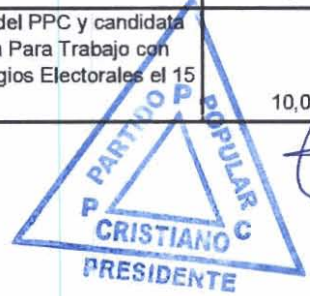 del PPC y candidata
a Para Trabajo con
gios Electorales el 15
10,0
PARTIDO POPULAR
P P C
CRISTIANO
PRESIDENTE